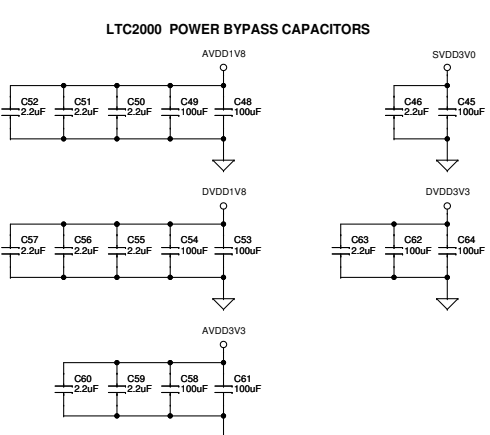 LTC2000 POWER BYPASS CAPACITORS
AVDD1V8
SVDD3V0
C52
2.2uF
C51
2.2uF
C50
2.2uF
C49
100uF
C48
100uF
C46
2.2uF
C45
100uF
DVDD1V8
DVDD3V3
C57
2.2uF
C56
2.2uF
C55
2.2uF
C54
100uF
C53
100uF
C63
2.2uF
C62
100uF
C64
100uF
AVDD3V3
C60
2.2uF
C59
2.2uF
C58
100uF
C61
100uF